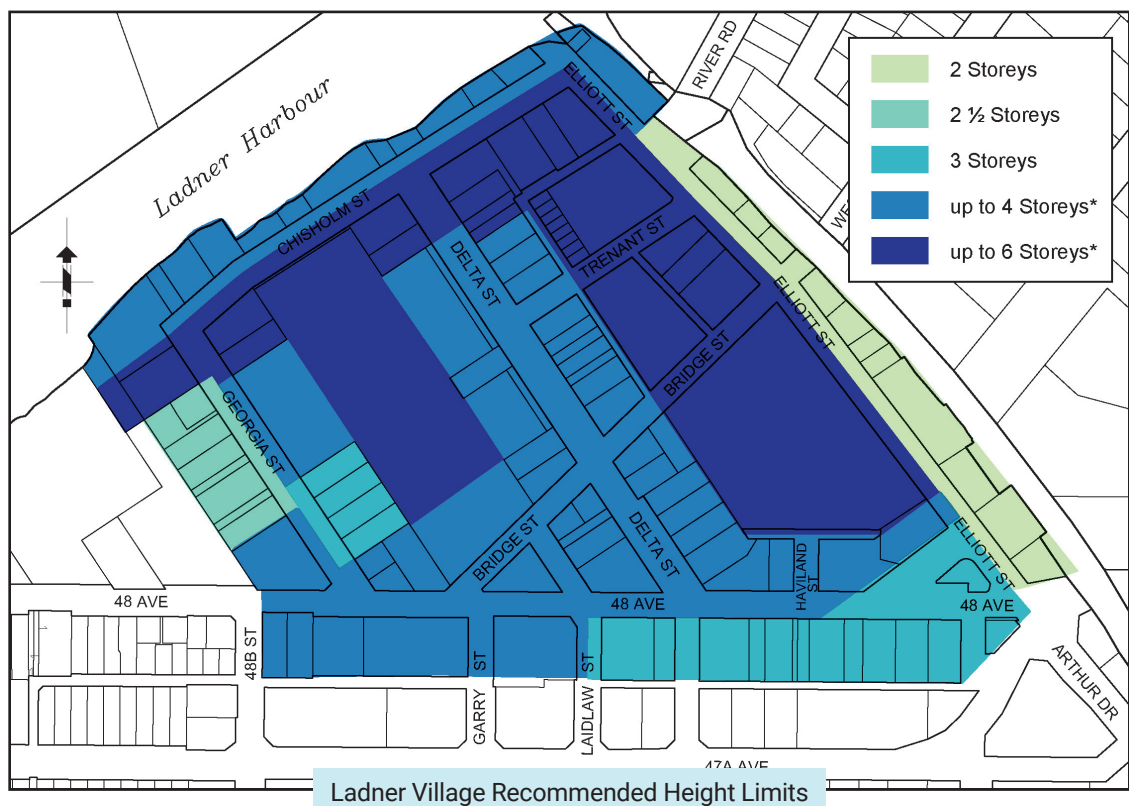 Ladner Harbour
RIVER RD
ELLIOTT ST
2 Storeys
2 ½ Storeys
3 Storeys
up to 4 Storeys*
up to 6 Storeys*
CHISHOLM ST
DELTA ST
TRENANT ST
ELLIOTT ST
BRIDGE ST
GEORGIA ST
BRIDGE ST
DELTA ST
HAVILAND ST
ELLIOTT ST
48 AVE
48 AVE
48 AVE
48B ST
GARRY ST
LAIDLAW ST
ARTHUR DR
47A AVE
Ladner Village Recommended Height Limits